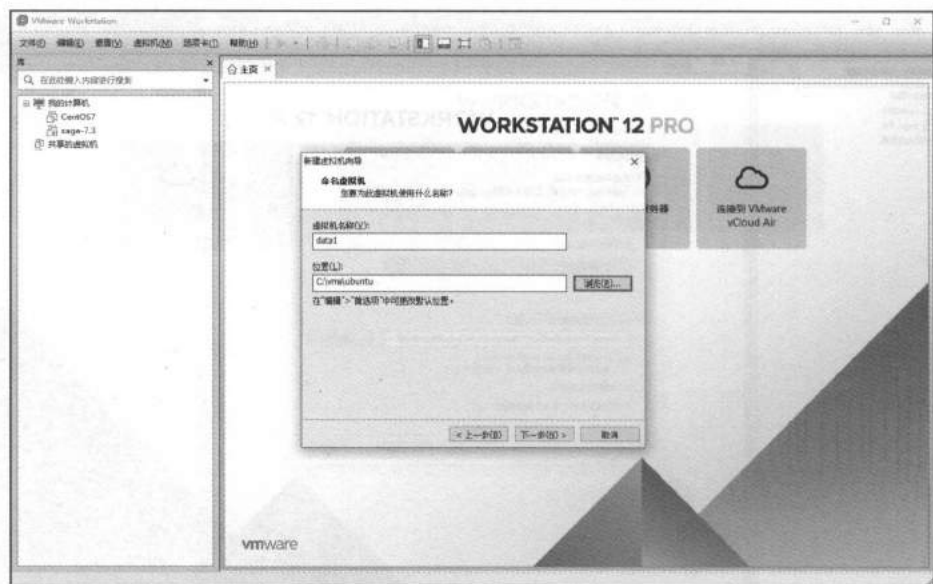 VMware Workstation
文件(F) 编辑(E) 查看(V) 虚拟机(M) 选项卡(T) 帮助(H)
库
在此处键入内容进行搜索
我的计算机
CentOS7
sage-7.3
共享的虚拟机
主页
WORKSTATION™ 12 PRO
连接到 VMware
vCloud Air
新建虚拟机向导
命名虚拟机
您要为此虚拟机使用什么名称?
虚拟机名称(V):
data1
位置(L):
C:\vms\ubuntu
浏览(R)...
在"编辑">"首选项"中可更改默认位置。
< 上一步(B)
下一步(N) >
取消
vmware